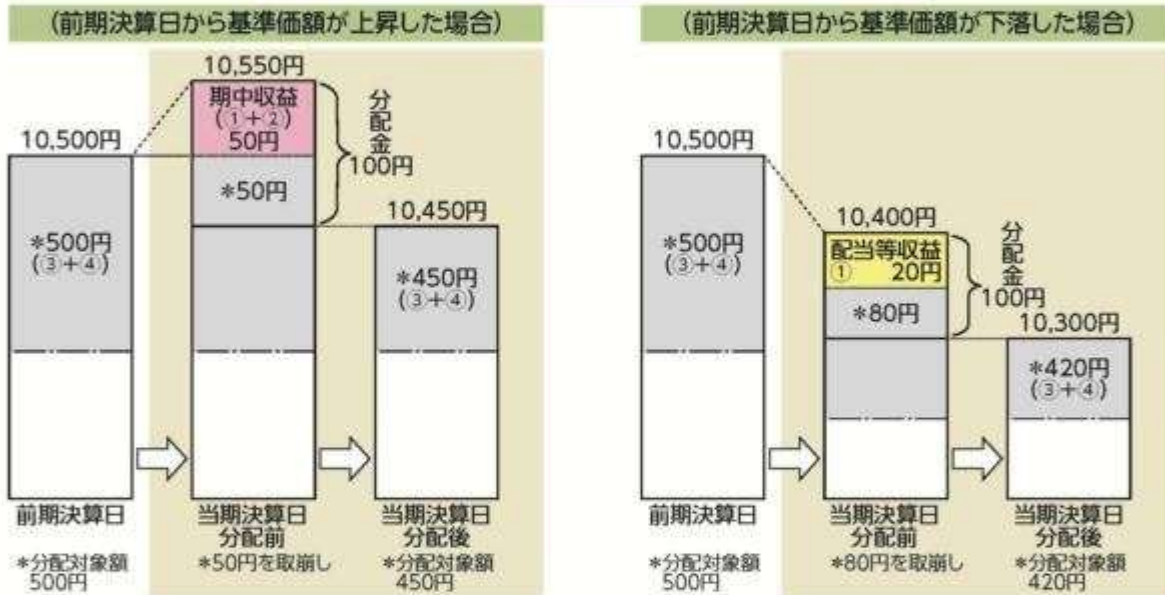 (前期決算日から基準価額が上昇した場合)
10,550円
期中収益
(①+②)
50円
*50円
分配金
100円
10,500円
*500円
(③+④)
10,450円
*450円
(③+④)
前期決算日
*分配対象額
500円
当期決算日
分配前
*50円を取崩し
当期決算日
分配後
*分配対象額
450円
(前期決算日から基準価額が下落した場合)
10,500円
*500円
(③+④)
10,400円
配当等収益
① 20円
*80円
分配金
100円
10,300円
*420円
(③+④)
前期決算日
*分配対象額
500円
当期決算日
分配前
*80円を取崩し
当期決算日
分配後
*分配対象額
420円